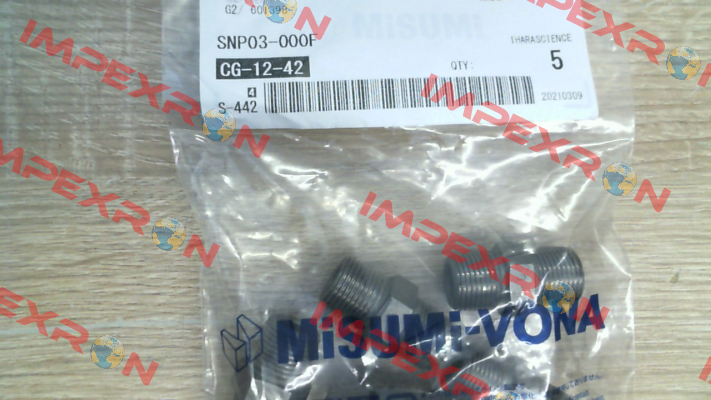 G2/ 601398-
MiSUMi
SNP03-000F
THARASCIENCE
CG-12-42
QTY:
5
4
S-442
20210309
MiSUMi-VONA
IMPEXRON
IMPEXRON
IMPEXRON
IMPEXRON
IMPEXRON
IMPEXRON